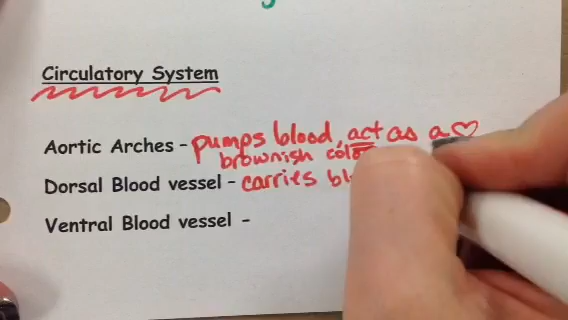 Circulatory System
Aortic Arches - pumps blood, act as a ♡
brownish
Dorsal Blood vessel - carries
Ventral Blood vessel -